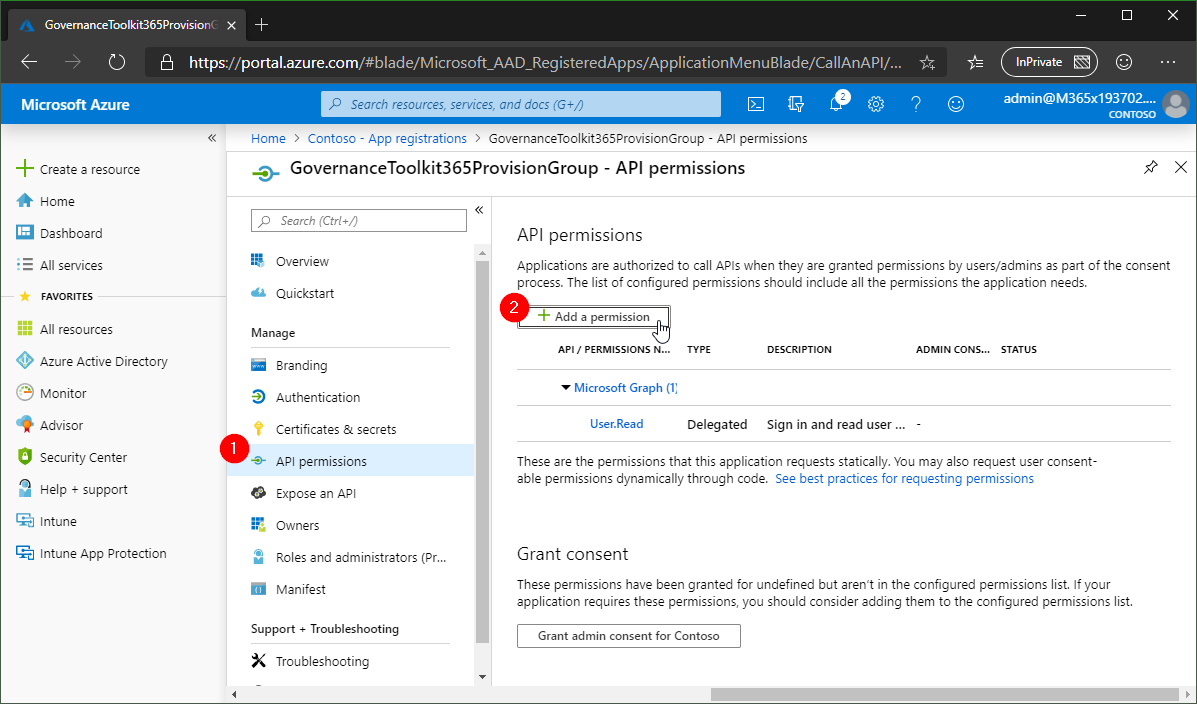 GovernanceToolkit365ProvisionG
https://portal.azure.com/#blade/Microsoft_AAD_RegisteredApps/ApplicationMenuBlade/CallAnAPI/...
InPrivate
Microsoft Azure
Search resources, services, and docs (G+/)
2
admin@M365x193702....
CONTOSO
Home > Contoso - App registrations > GovernanceToolkit365ProvisionGroup - API permissions
GovernanceToolkit365ProvisionGroup - API permissions
Create a resource
Home
Dashboard
All services
FAVORITES
All resources
Azure Active Directory
Monitor
Advisor
Security Center
Help + support
Intune
Intune App Protection
Search (Ctrl+/)
Overview
Quickstart
Manage
Branding
Authentication
Certificates & secrets
1
API permissions
Expose an API
Owners
Roles and administrators (Pr...
Manifest
Support + Troubleshooting
Troubleshooting
API permissions
Applications are authorized to call APIs when they are granted permissions by users/admins as part of the consent
process. The list of configured permissions should include all the permissions the application needs.
2
Add a permission
API / PERMISSIONS N... TYPE DESCRIPTION ADMIN CONS... STATUS
Microsoft Graph (1)
User.Read Delegated Sign in and read user ... -
These are the permissions that this application requests statically. You may also request user consent-
able permissions dynamically through code. See best practices for requesting permissions
Grant consent
These permissions have been granted for undefined but aren't in the configured permissions list. If your
application requires these permissions, you should consider adding them to the configured permissions list.
Grant admin consent for Contoso